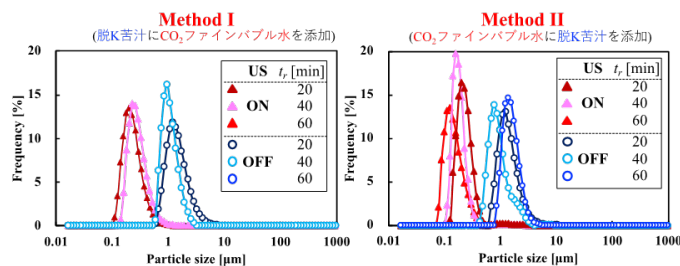 Method I
(脱K苦汁にCO₂ファインバブル水を添加)
20
15
10
5
0
Frequency [%]
0.01
0.1
1
10
100
1000
Particle size [μm]
US tr [min]
20
ON 40
60
20
OFF 40
60
Method II
(CO₂ファインバブル水に脱K苦汁を添加)
20
15
10
5
0
Frequency [%]
0.01
0.1
1
10
100
1000
Particle size [μm]
US tr [min]
20
ON 40
60
20
OFF 40
60